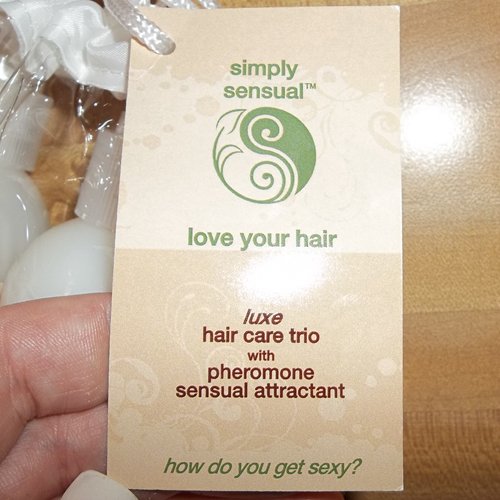 simply
sensual™
love your hair
luxe
hair care trio
with
pheromone
sensual attractant
how do you get sexy?